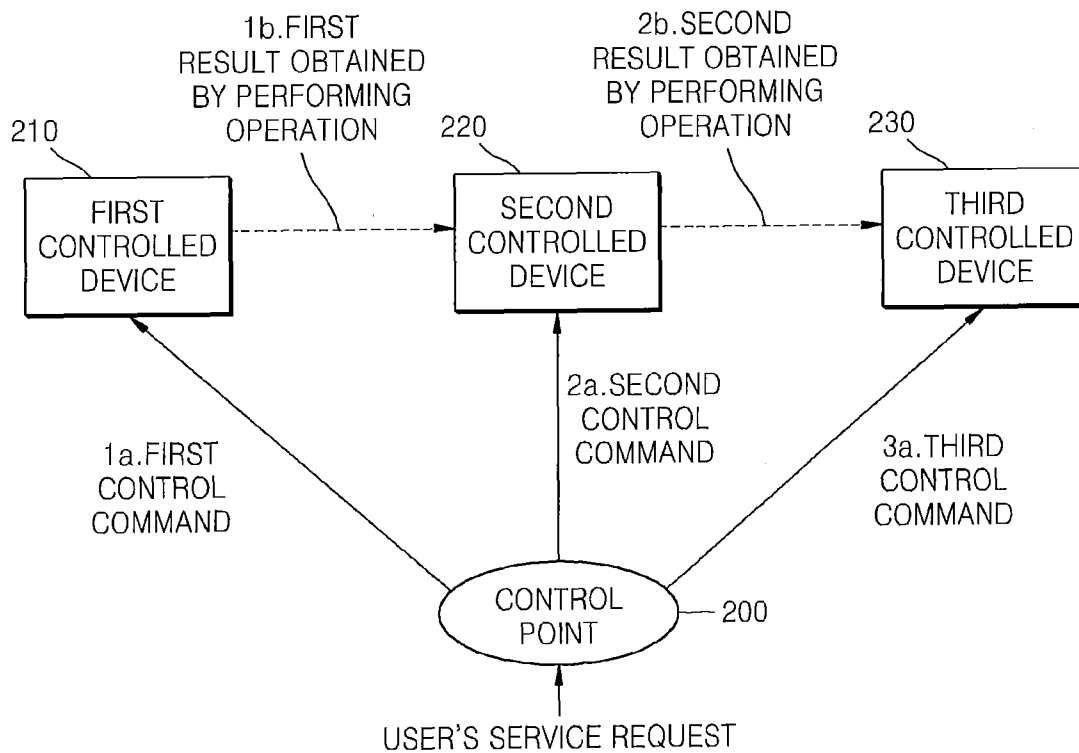 1b.FIRST
RESULT OBTAINED
BY PERFORMING
OPERATION
2b.SECOND
RESULT OBTAINED
BY PERFORMING
OPERATION
210
220
230
FIRST
CONTROLLED
DEVICE
SECOND
CONTROLLED
DEVICE
THIRD
CONTROLLED
DEVICE
1a.FIRST
CONTROL
COMMAND
2a.SECOND
CONTROL
COMMAND
3a.THIRD
CONTROL
COMMAND
CONTROL
POINT
200
USER'S SERVICE REQUEST